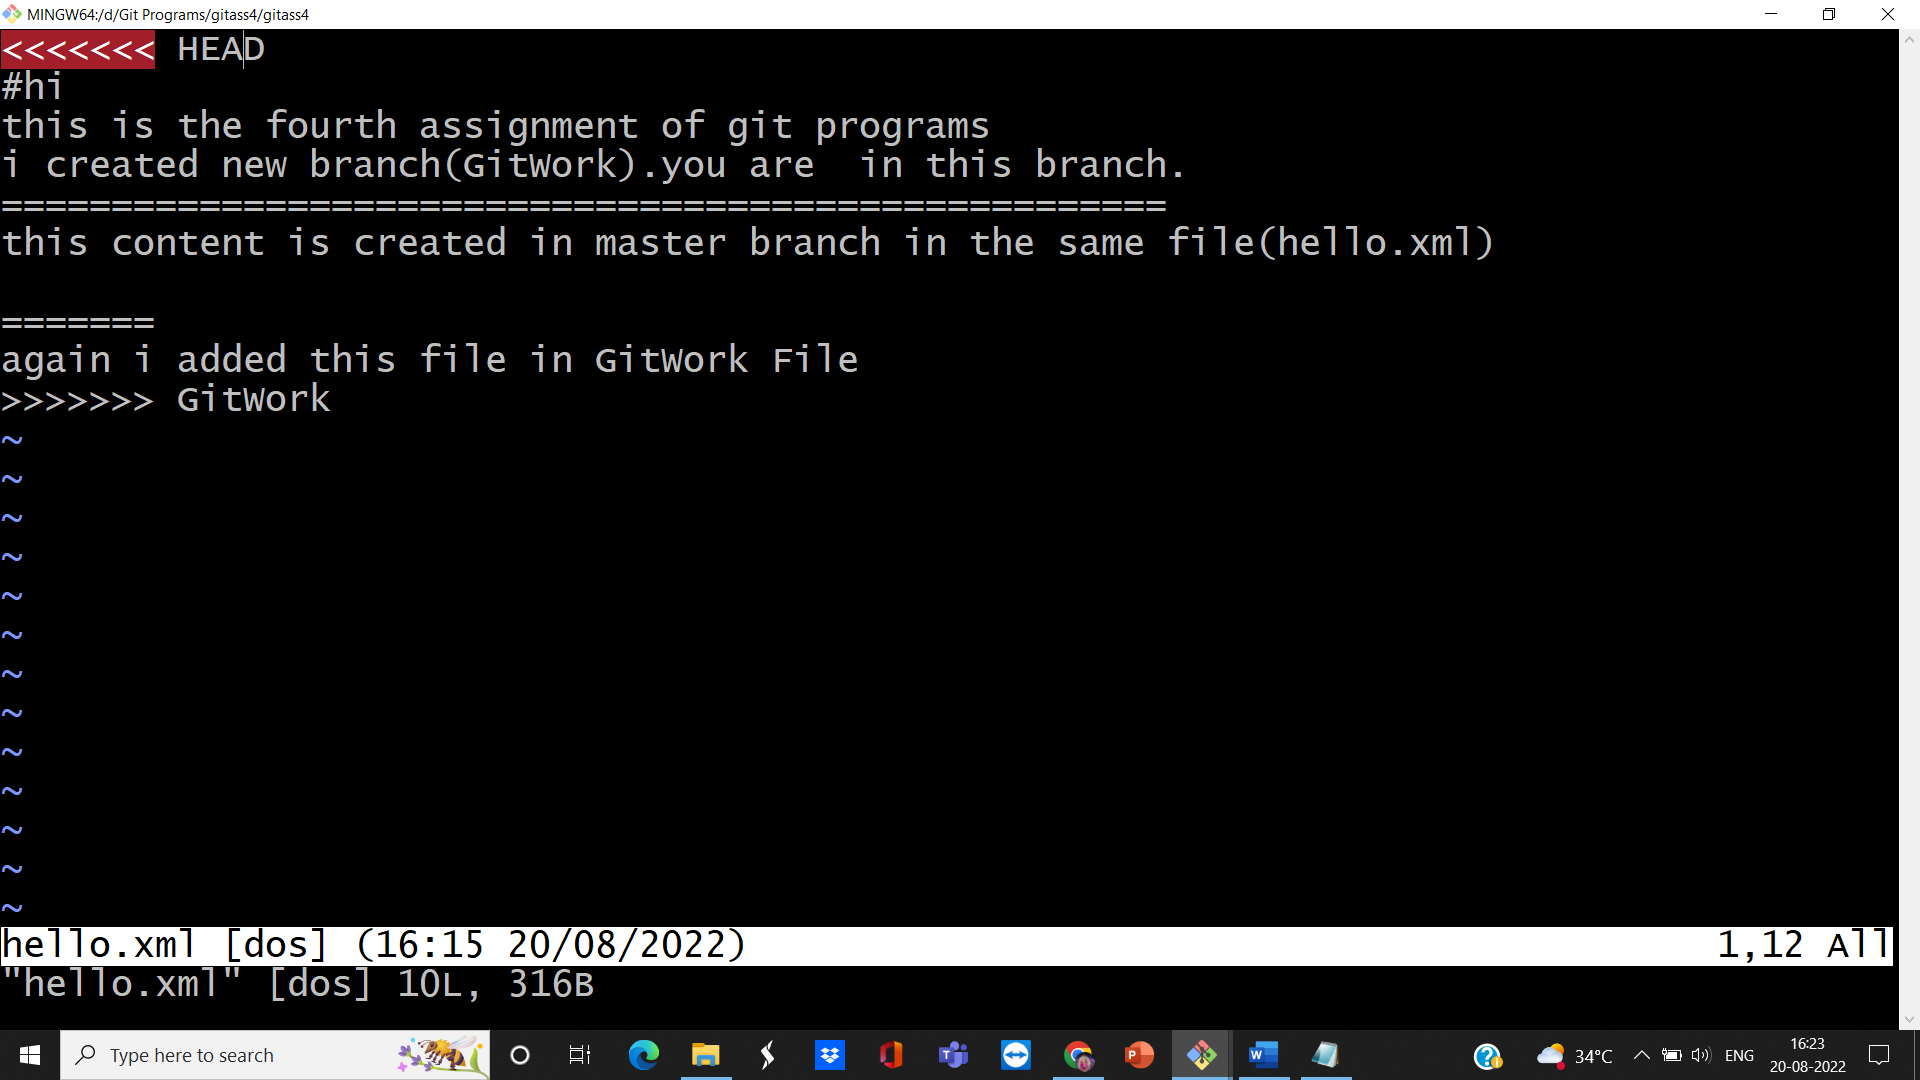 MINGW64:/d/Git Programs/gitass4/gitass4
<<<<<<< HEAD
#hi
this is the fourth assignment of git programs
i created new branch(GitWork).you are  in this branch.
=====================================================
this content is created in master branch in the same file(hello.xml)

=======
again i added this file in GitWork File
>>>>>>> GitWork
~
~
~
~
~
~
~
~
~
~
~
~
~
hello.xml [dos] (16:15 20/08/2022) 1,12 All
"hello.xml" [dos] 10L, 316B
Type here to search
34°C ENG 16:23
20-08-2022